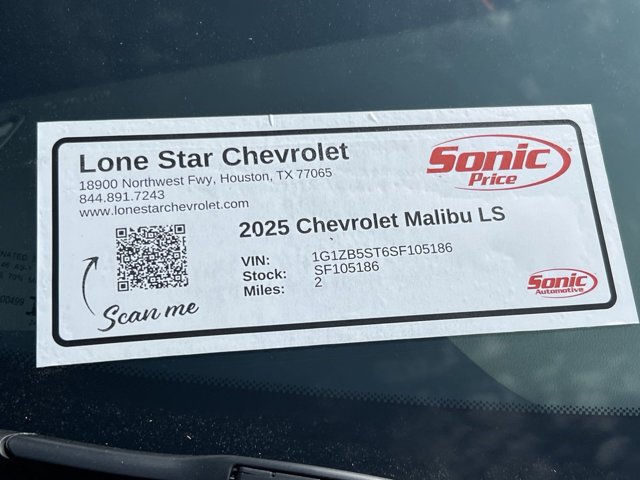 Lone Star Chevrolet
18900 Northwest Fwy, Houston, TX 77065
844.891.7243
www.lonestarchevrolet.com
Sonic
Price
2025 Chevrolet Malibu LS
VIN: 1G1ZB5ST6SF105186
Stock: SF105186
Miles: 2
Scan me
Sonic
Automotive